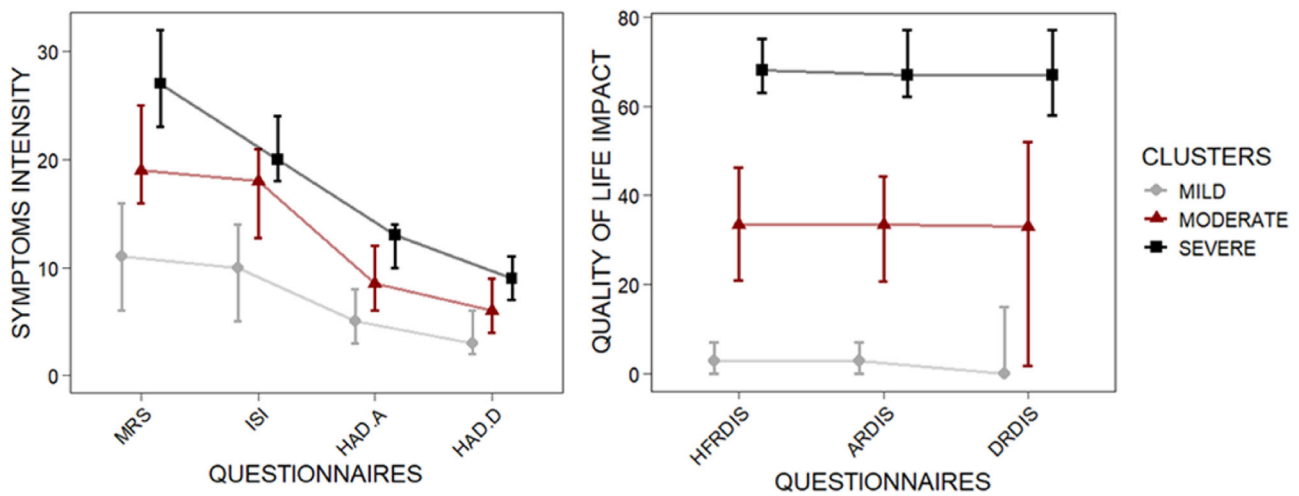 SYMPTOMS INTENSITY
30
20
10
0
MRS
ISI
HAD.A
HAD.D
QUESTIONNAIRES
QUALITY OF LIFE IMPACT
80
60
40
20
0
HFRDIS
ARDIS
DRDIS
QUESTIONNAIRES
CLUSTERS
MILD
MODERATE
SEVERE